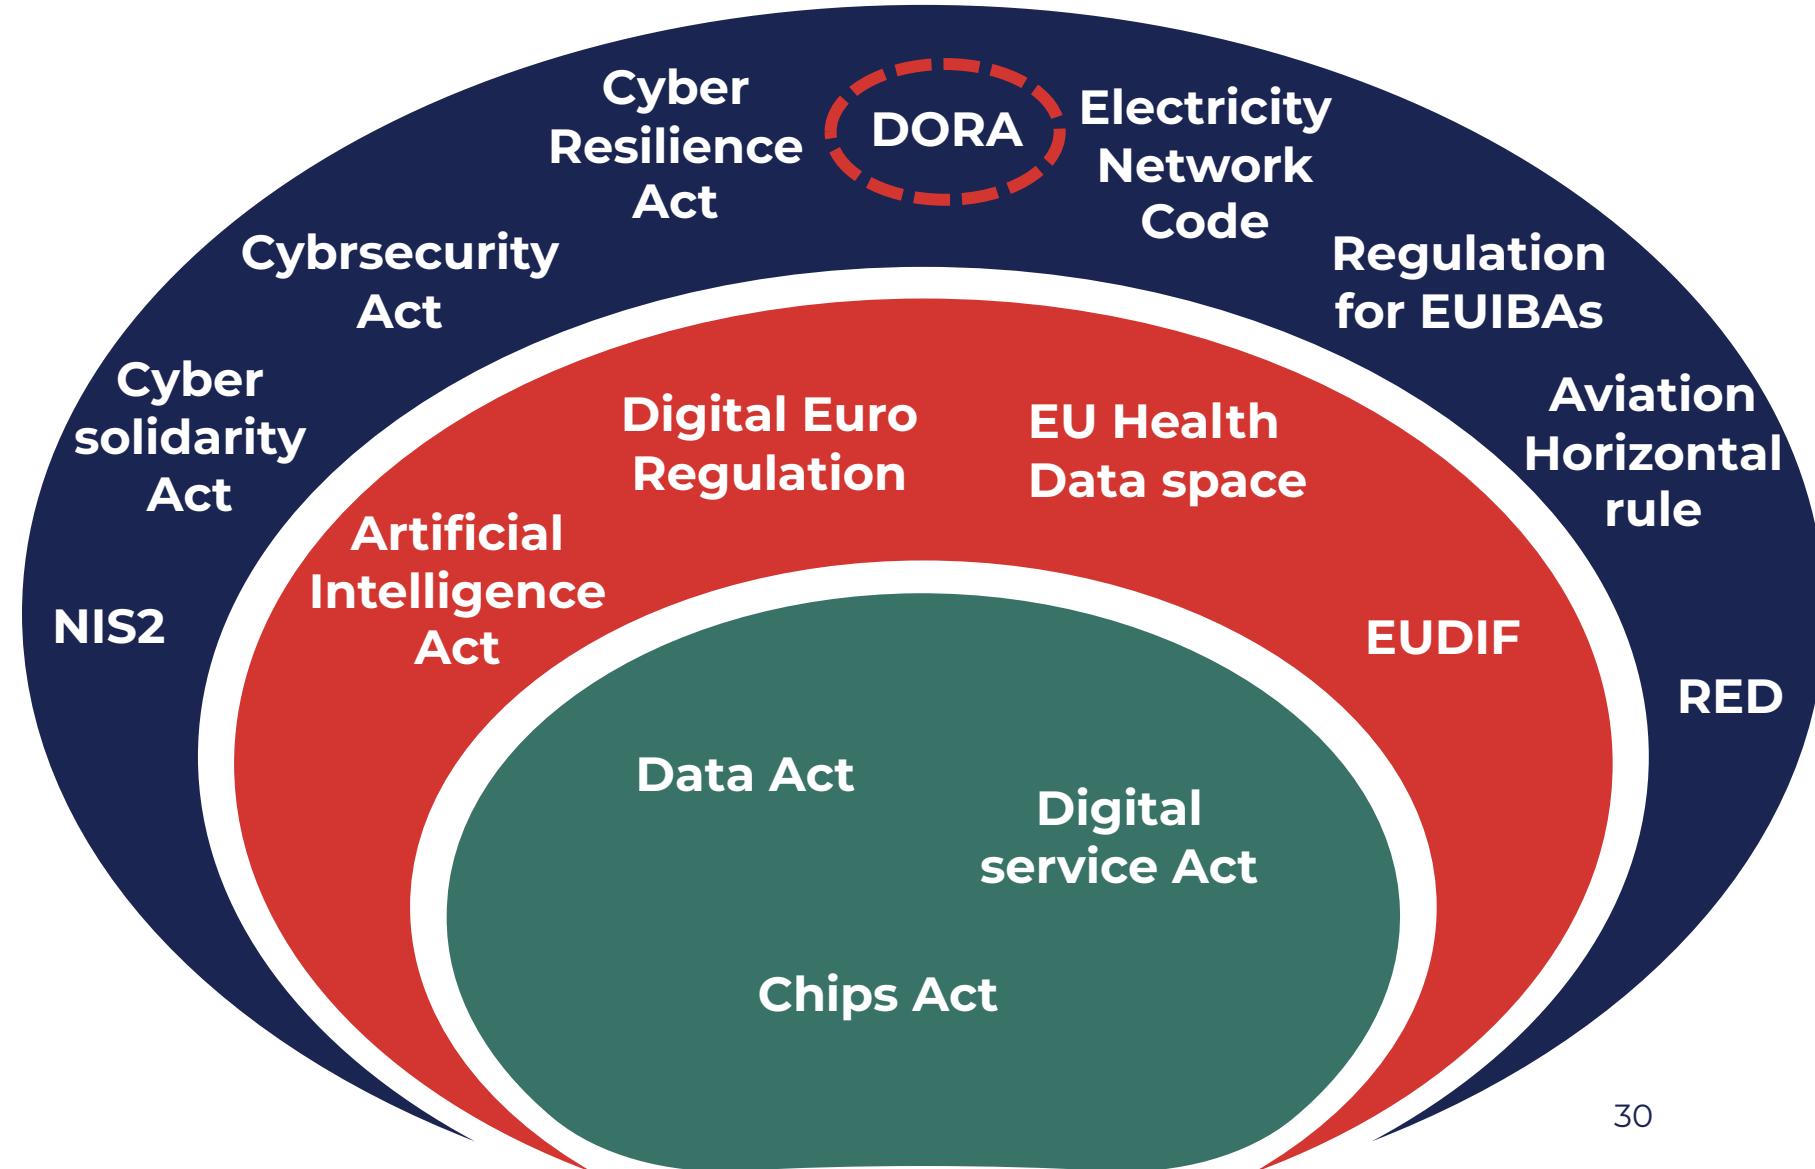 Cyber
Resilience
Act
DORA
Electricity
Network
Code
Cybrsecurity
Act
Regulation
for EUIBAs
Cyber
solidarity
Act
Aviation
Horizontal
rule
NIS2
RED
Digital Euro
Regulation
EU Health
Data space
Artificial
Intelligence
Act
EUDIF
Data Act
Digital
service Act
Chips Act
30